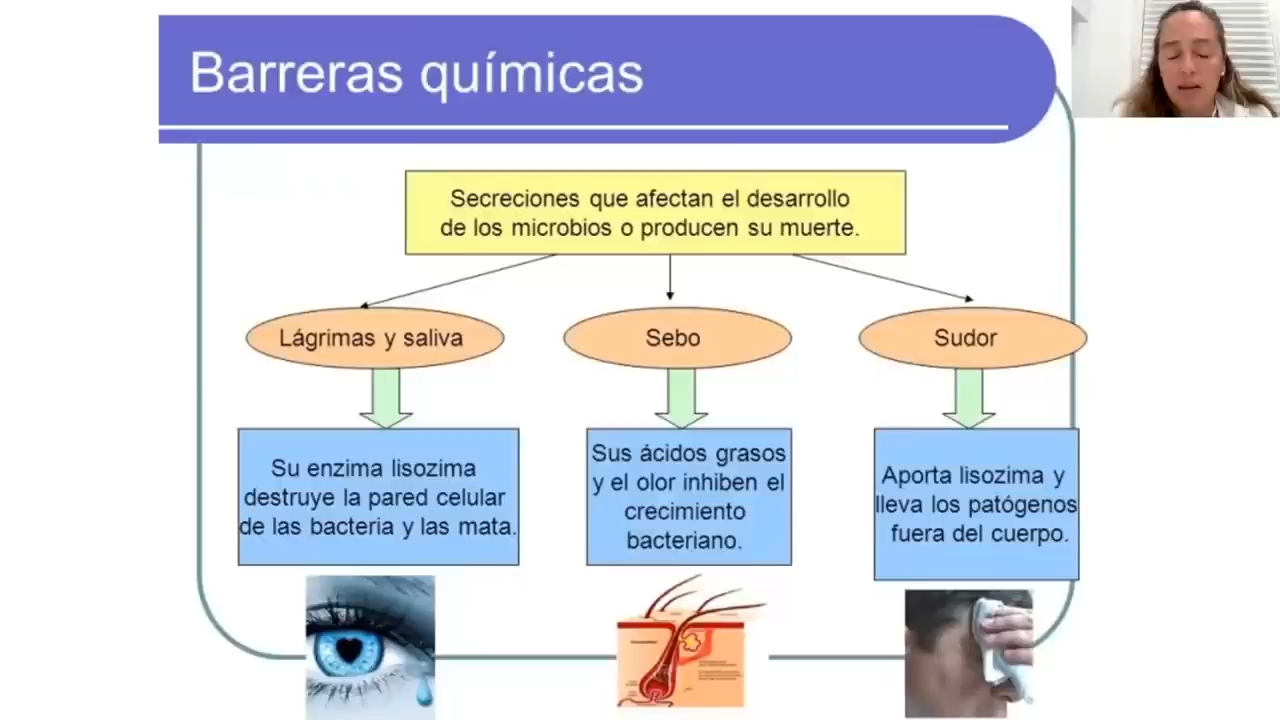 Barreras químicas
Secreciones que afectan el desarrollo
de los microbios o producen su muerte.
Lágrimas y saliva
Sebo
Sudor
Su enzima lisozima
destruye la pared celular
de las bacteria y las mata.
Sus ácidos grasos
y el olor inhiben el
crecimiento
bacteriano.
Aporta lisozima y
lleva los patógenos
fuera del cuerpo.